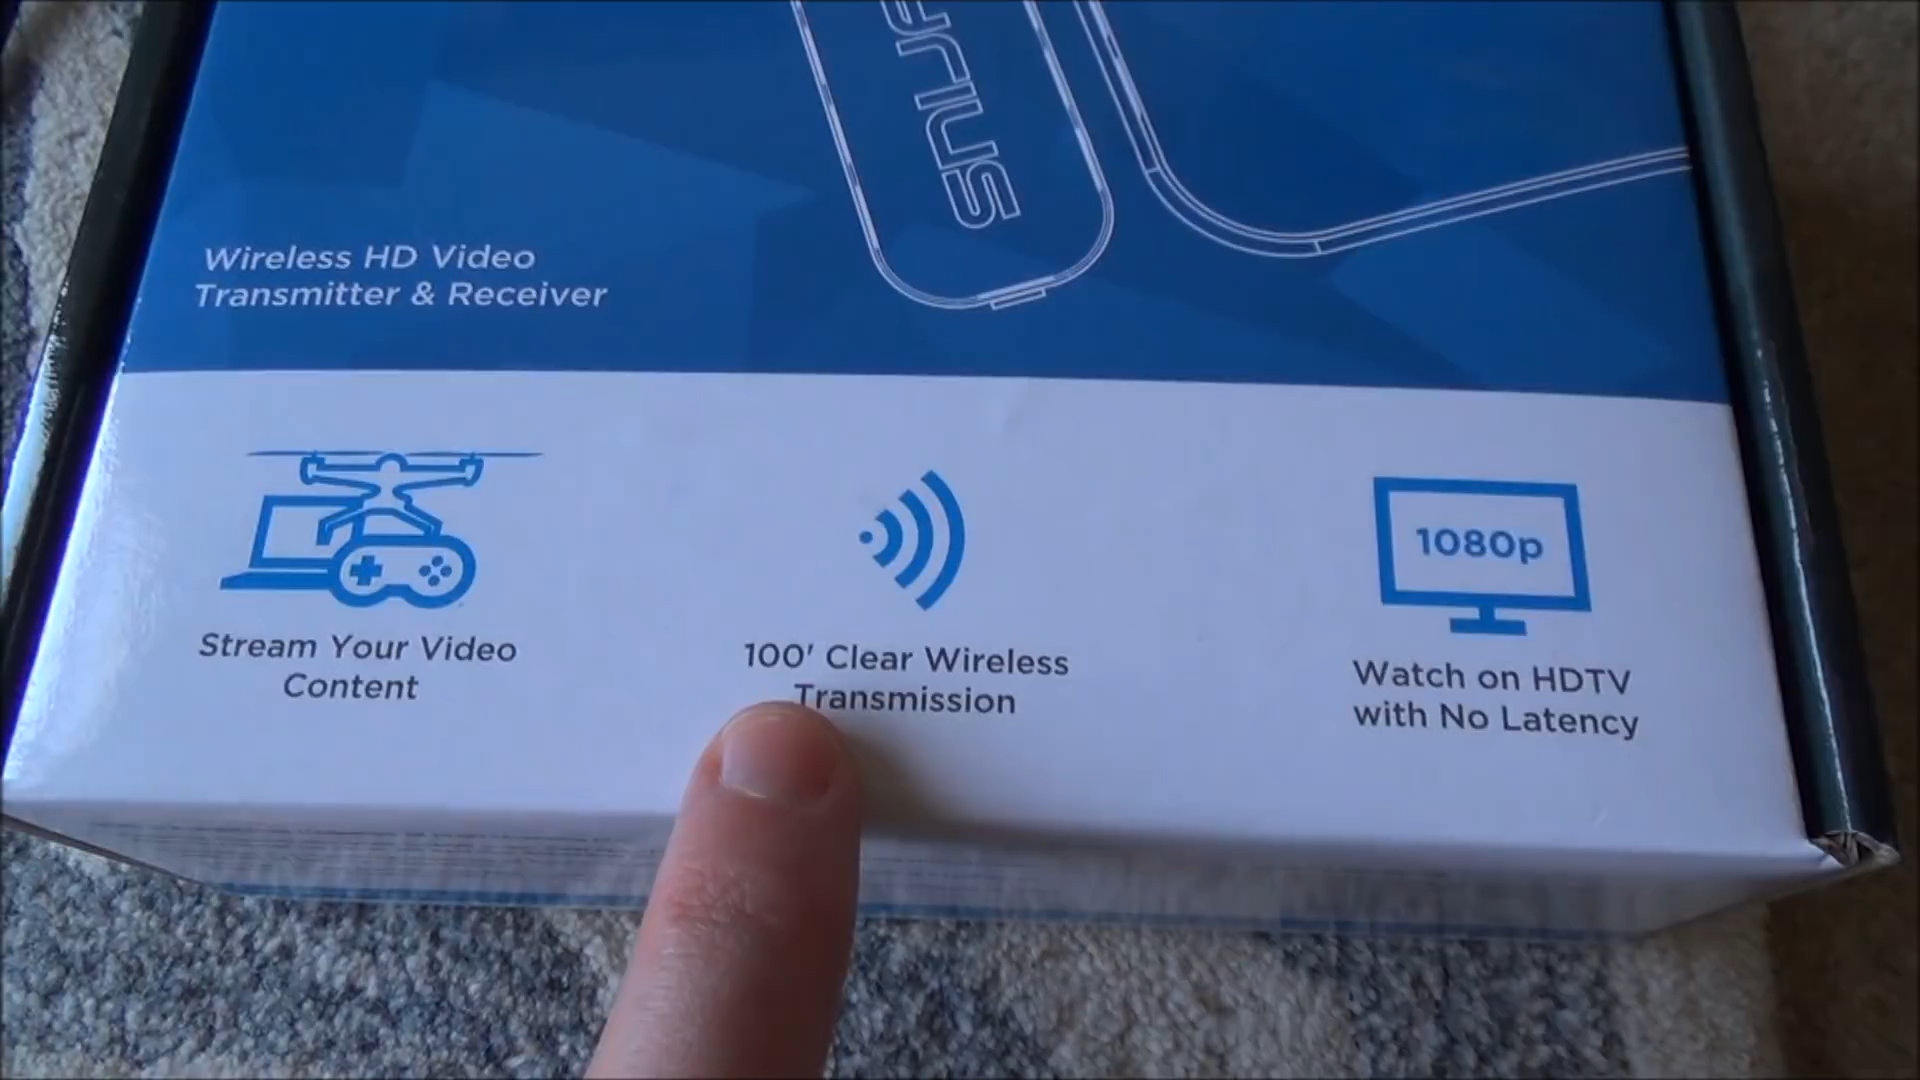 Wireless HD Video
Transmitter & Receiver
1080p
Stream Your Video
Content
100' Clear Wireless
Transmission
Watch on HDTV
with No Latency